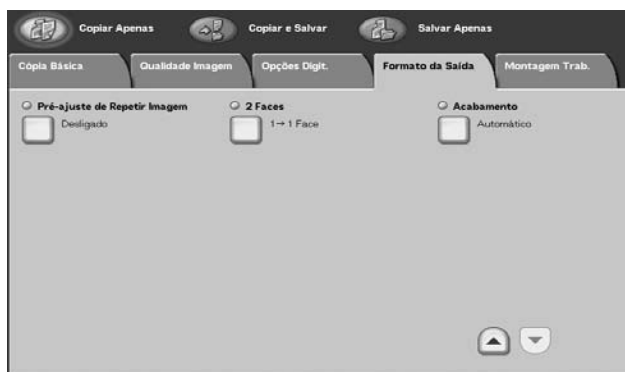 Copiar Apenas Copiar e Salvar Salvar Apenas
Cópia Básica Qualidade Imagem Opções Digit. Formato da Saída Montagem Trab.
Pré-ajuste de Repetir Imagem 2 Faces Acabamento
Desligado 1→1 Face Automático